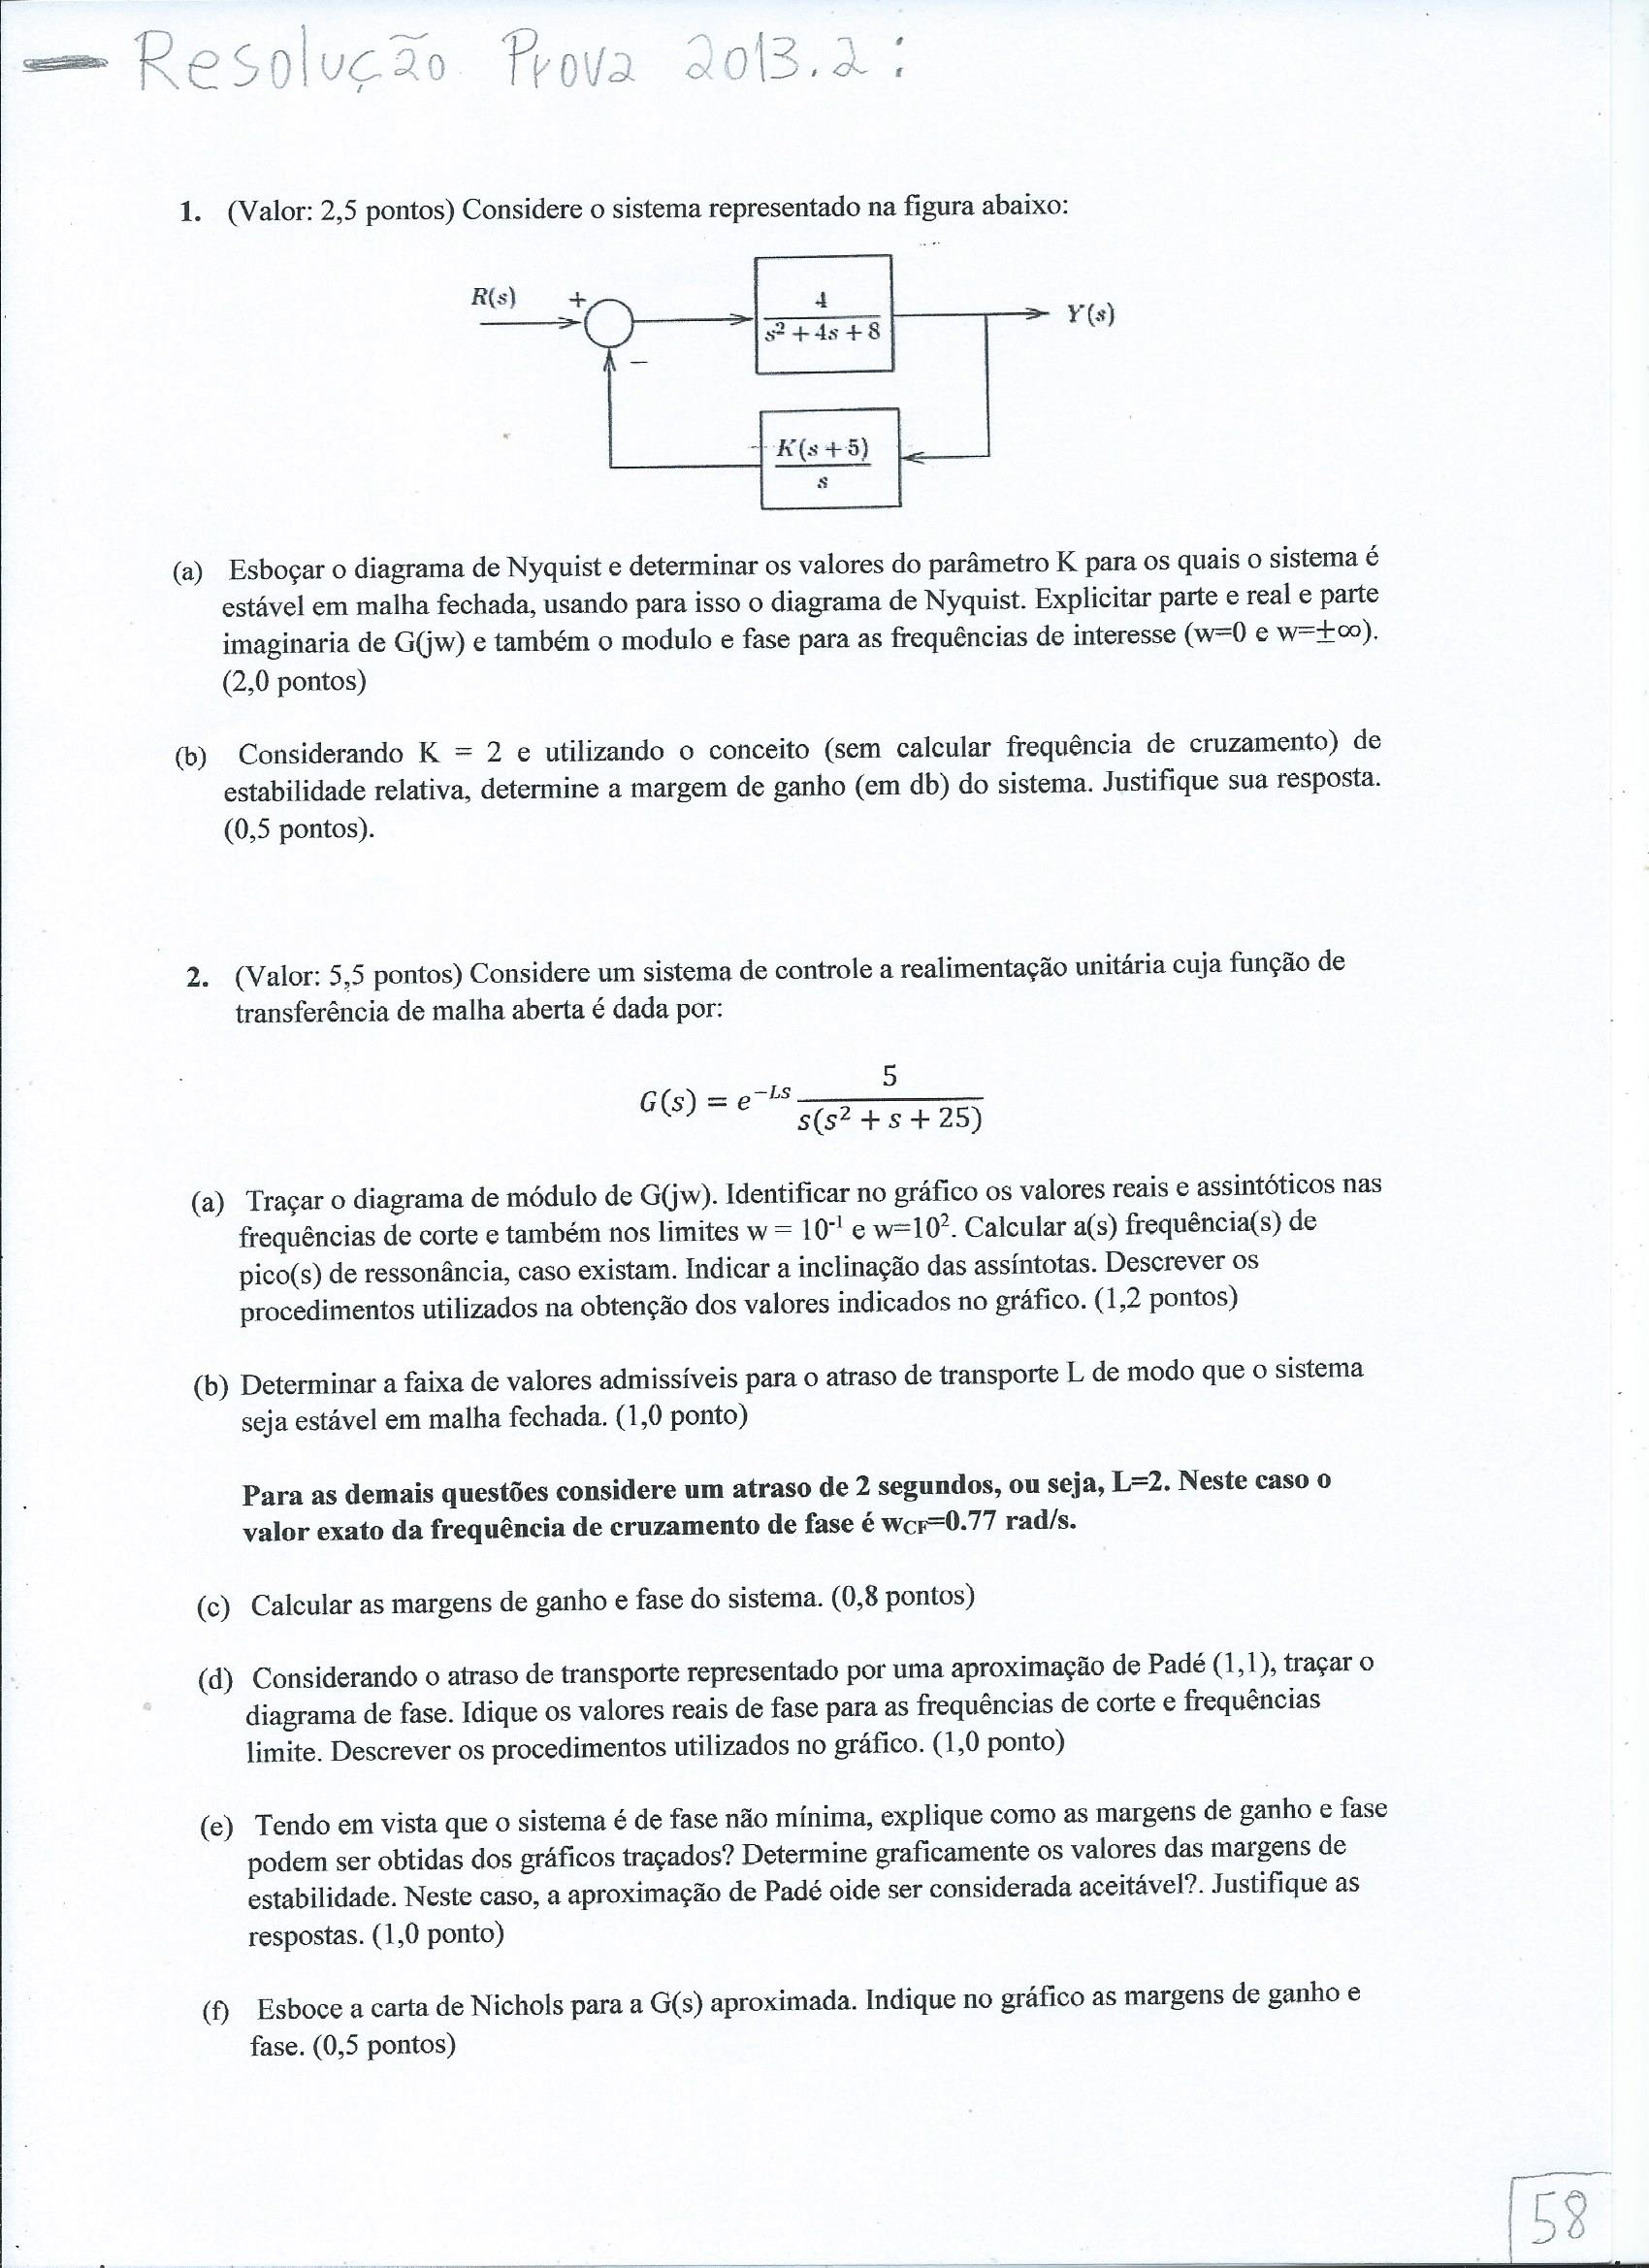 — Resolução Prova 2013.2:
1. (Valor: 2,5 pontos) Considere o sistema representado na figura abaixo:
R(s) + 4 Y(s)
s² + 4s + 8
−
K(s + 5)
s
(a) Esboçar o diagrama de Nyquist e determinar os valores do parâmetro K para os quais o sistema é
estável em malha fechada, usando para isso o diagrama de Nyquist. Explicitar parte e real e parte
imaginaria de G(jw) e também o modulo e fase para as frequências de interesse (w=0 e w=±∞).
(2,0 pontos)
(b) Considerando K = 2 e utilizando o conceito (sem calcular frequência de cruzamento) de
estabilidade relativa, determine a margem de ganho (em db) do sistema. Justifique sua resposta.
(0,5 pontos).
2. (Valor: 5,5 pontos) Considere um sistema de controle a realimentação unitária cuja função de
transferência de malha aberta é dada por:
5
G(s) = e^{-Ls}
s(s² + s + 25)
(a) Traçar o diagrama de módulo de G(jw). Identificar no gráfico os valores reais e assintóticos nas
frequências de corte e também nos limites w = 10⁻¹ e w=10². Calcular a(s) frequência(s) de
pico(s) de ressonância, caso existam. Indicar a inclinação das assíntotas. Descrever os
procedimentos utilizados na obtenção dos valores indicados no gráfico. (1,2 pontos)
(b) Determinar a faixa de valores admissíveis para o atraso de transporte L de modo que o sistema
seja estável em malha fechada. (1,0 ponto)
Para as demais questões considere um atraso de 2 segundos, ou seja, L=2. Neste caso o
valor exato da frequência de cruzamento de fase é wCF=0.77 rad/s.
(c) Calcular as margens de ganho e fase do sistema. (0,8 pontos)
(d) Considerando o atraso de transporte representado por uma aproximação de Padé (1,1), traçar o
diagrama de fase. Idique os valores reais de fase para as frequências de corte e frequências
limite. Descrever os procedimentos utilizados no gráfico. (1,0 ponto)
(e) Tendo em vista que o sistema é de fase não mínima, explique como as margens de ganho e fase
podem ser obtidas dos gráficos traçados? Determine graficamente os valores das margens de
estabilidade. Neste caso, a aproximação de Padé oide ser considerada aceitável?. Justifique as
respostas. (1,0 ponto)
(f) Esboce a carta de Nichols para a G(s) aproximada. Indique no gráfico as margens de ganho e
fase. (0,5 pontos)
58